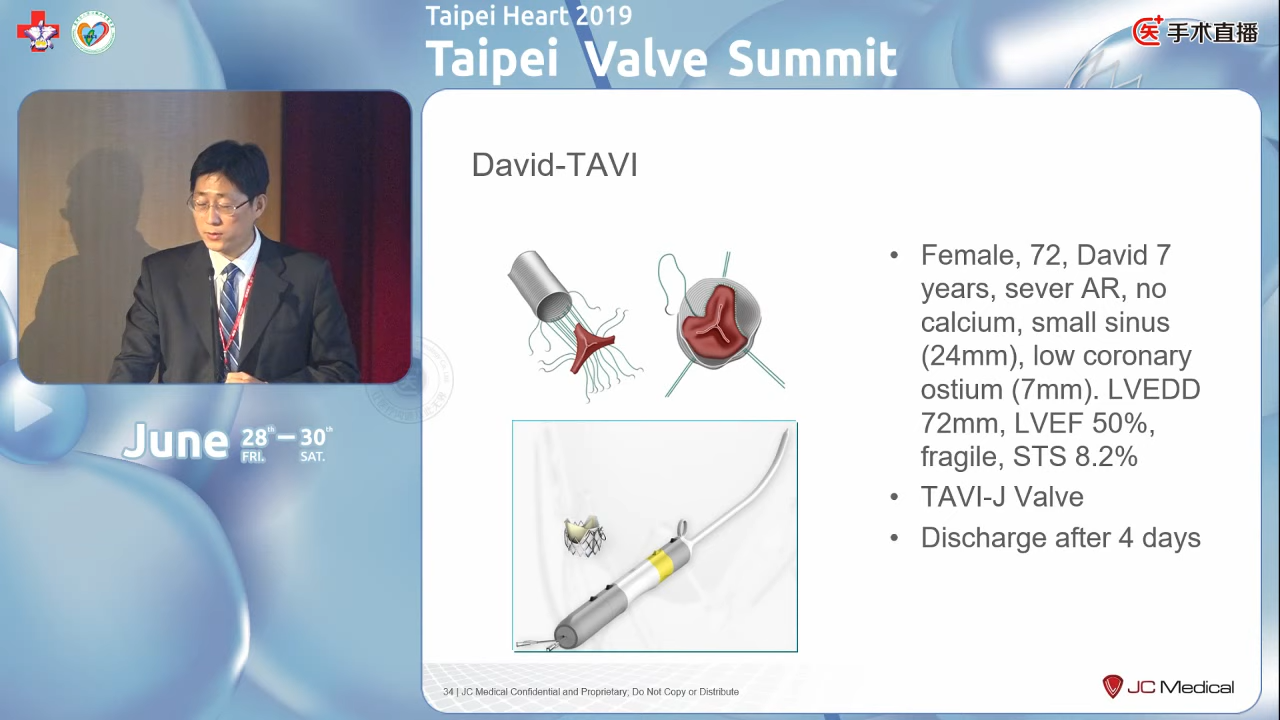 Taipei Heart 2019
Taipei Valve Summit
手术直播
David-TAVI
• Female, 72, David 7
years, sever AR, no
calcium, small sinus
(24mm), low coronary
ostium (7mm). LVEDD
72mm, LVEF 50%,
fragile, STS 8.2%
• TAVI-J Valve
• Discharge after 4 days
June 28th – 30th
FRI. SAT.
34 | JC Medical Confidential and Proprietary; Do Not Copy or Distribute
JC Medical